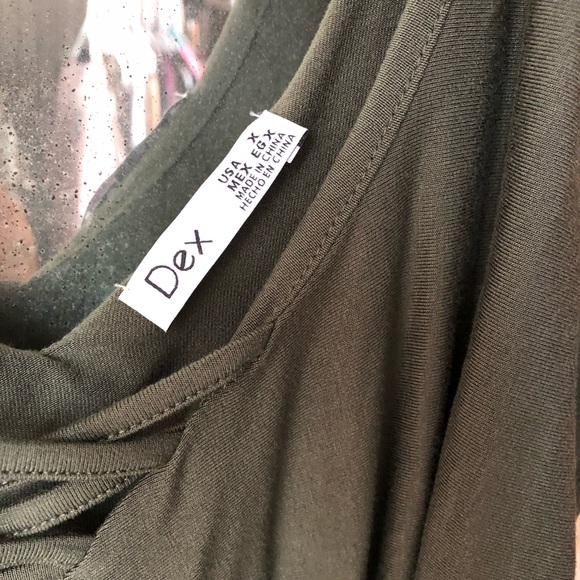 Dex
USA X
MEX EG X
MADE IN CHINA
HECHO EN CHINA